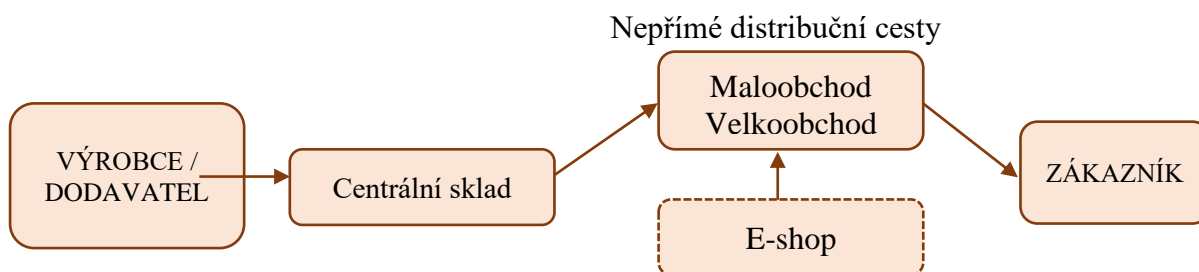 Nepřímé distribuční cesty
Maloobchod
Velkoobchod
VÝROBCE /
DODAVATEL
Centrální sklad
ZÁKAZNÍK
E-shop